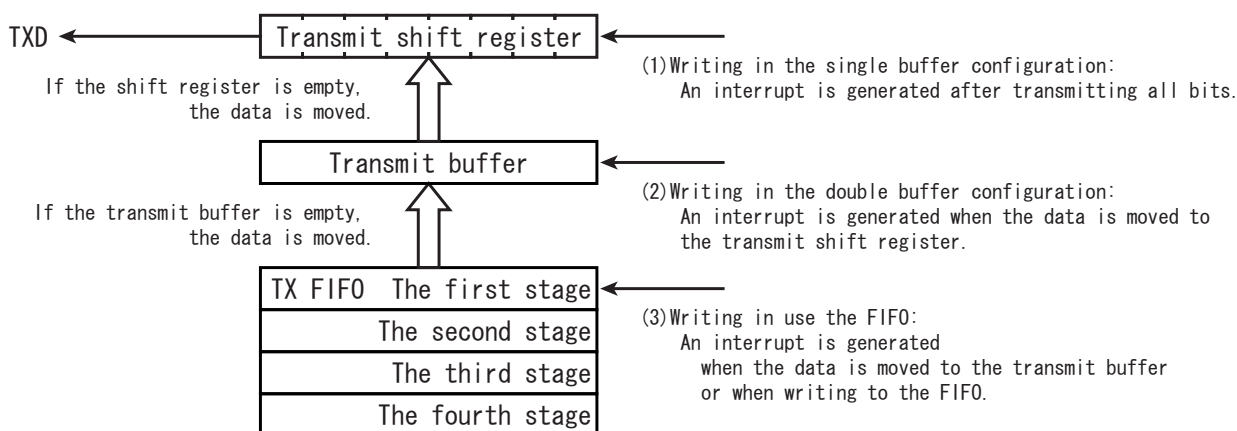 TXD
Transmit shift register
(1)Writing in the single buffer configuration:
An interrupt is generated after transmitting all bits.
If the shift register is empty,
the data is moved.
Transmit buffer
(2)Writing in the double buffer configuration:
An interrupt is generated when the data is moved to
the transmit shift register.
If the transmit buffer is empty,
the data is moved.
TX FIFO The first stage
The second stage
The third stage
The fourth stage
(3)Writing in use the FIFO:
An interrupt is generated
when the data is moved to the transmit buffer
or when writing to the FIFO.